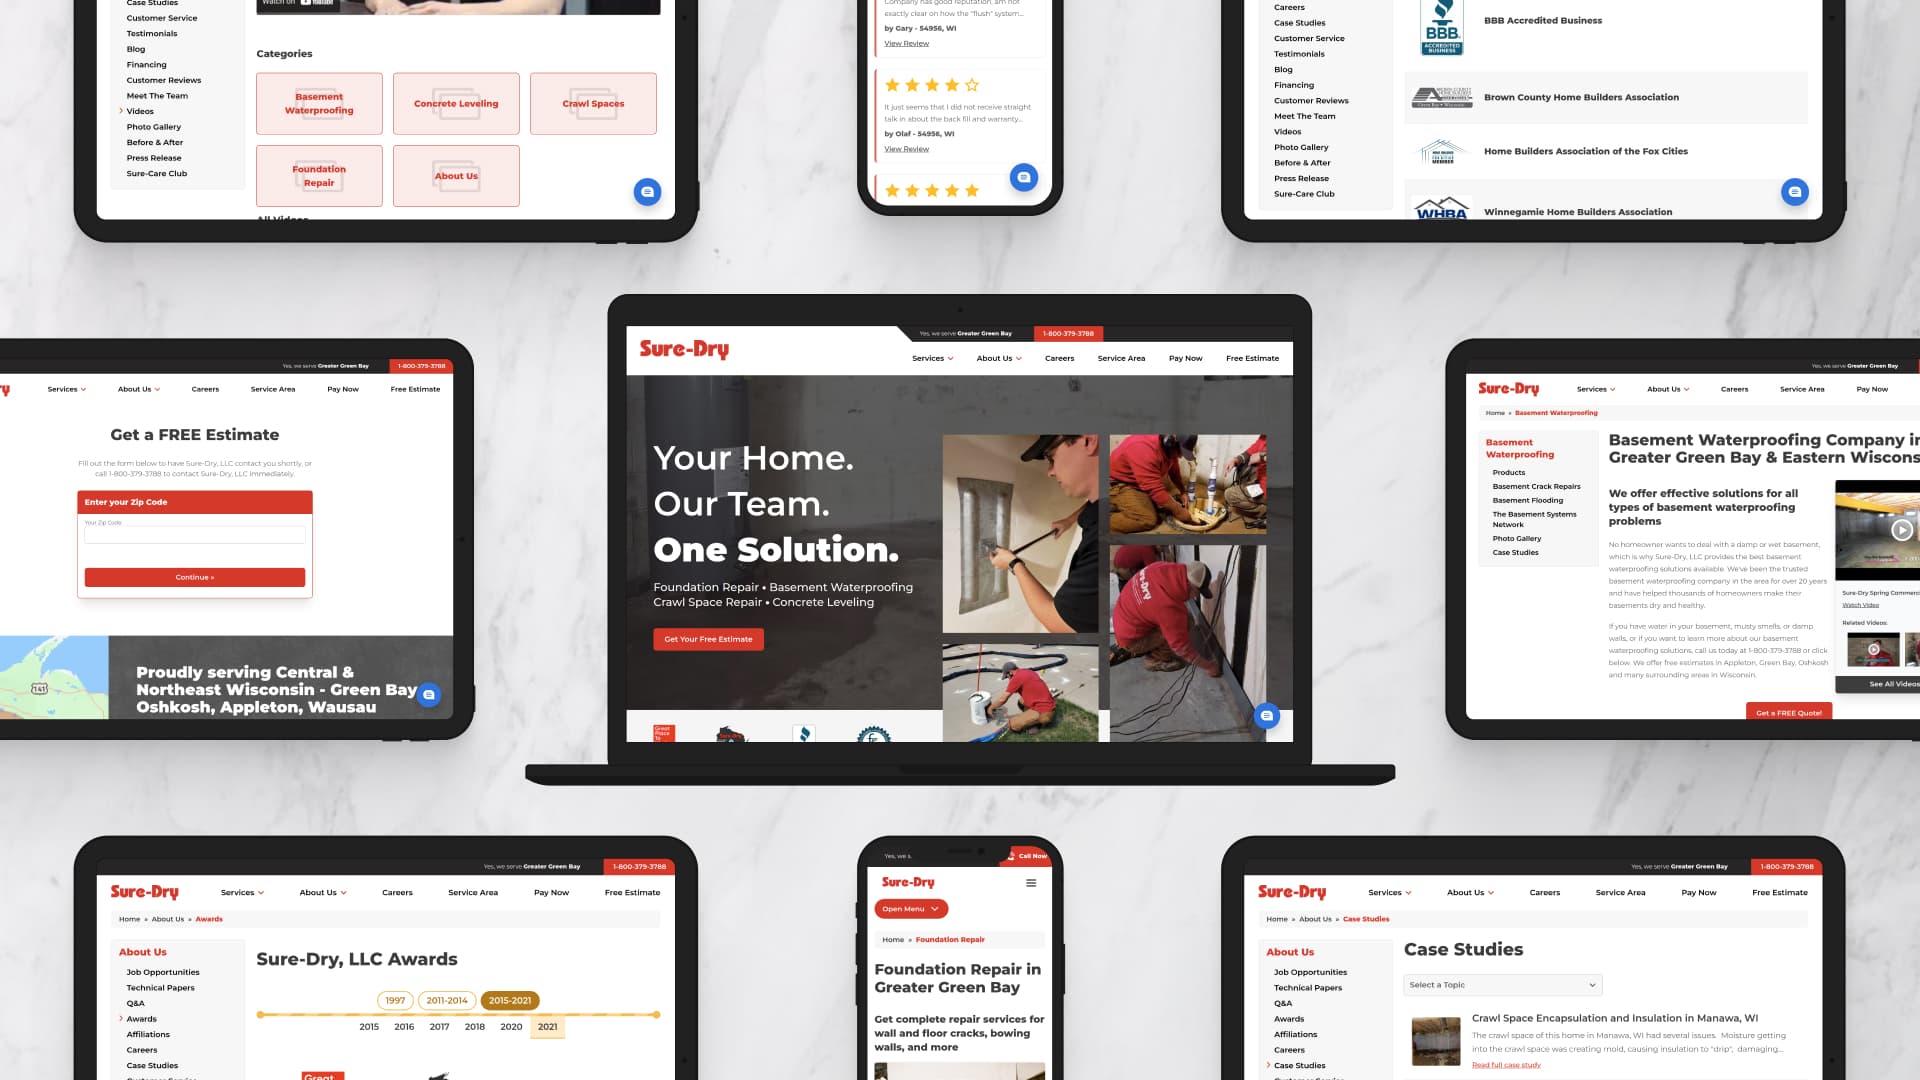 Case Studies
Customer Service
Testimonials
Blog
Financing
Customer Reviews
Meet The Team
Videos
Photo Gallery
Before & After
Press Release
Sure-Care Club
Watch on YouTube
Categories
Basement
Waterproofing
Concrete Leveling
Crawl Spaces
Foundation
Repair
About Us
All Videos
Company has good reputation, am not
exactly clear on how the "flush" system...
by Gary - 54956, WI
View Review
It just seems that I did not receive straight
talk in about the back fill and warranty...
by Olaf - 54956, WI
View Review
Careers
Case Studies
Customer Service
Testimonials
Blog
Financing
Customer Reviews
Meet The Team
Videos
Photo Gallery
Before & After
Press Release
Sure-Care Club
BBB
ACCREDITED
BUSINESS
BBB Accredited Business
Brown County Home Builders Association
MEMBER
Home Builders Association of the Fox Cities
WHBA
Winnegamie Home Builders Association
Yes, we serve Greater Green Bay
1-800-379-3788
Services
About Us
Careers
Service Area
Pay Now
Free Estimate
Get a FREE Estimate
Fill out the form below to have Sure-Dry, LLC contact you shortly, or
call 1-800-379-3788 to contact Sure-Dry, LLC immediately.
Enter your Zip Code
Your Zip Code
Continue »
141
Proudly serving Central &
Northeast Wisconsin - Green Bay
Oshkosh, Appleton, Wausau
Yes, we serve Greater Green Bay
1-800-379-3788
Sure-Dry
Services
About Us
Careers
Service Area
Pay Now
Free Estimate
Your Home.
Our Team.
One Solution.
Foundation Repair • Basement Waterproofing
Crawl Space Repair • Concrete Leveling
Get Your Free Estimate
Sure-Dry
Great
Place
To
Yes, we serve Greater Green Bay
Sure-Dry
Services
About Us
Careers
Service Area
Pay Now
Home » Basement Waterproofing
Basement
Waterproofing
Products
Basement Crack Repairs
Basement Flooding
The Basement Systems
Network
Photo Gallery
Case Studies
Basement Waterproofing Company in
Greater Green Bay & Eastern Wiscons
We offer effective solutions for all
types of basement waterproofing
problems
No homeowner wants to deal with a damp or wet basement,
which is why Sure-Dry, LLC provides the best basement
waterproofing solutions available. We've been the trusted
basement waterproofing company in the area for over 20 years
and have helped thousands of homeowners make their
basements dry and healthy.
If you have water in your basement, musty smells, or damp
walls, or if you want to learn more about our basement
waterproofing solutions, call us today at 1-800-379-3788 or click
below. We offer free estimates in Appleton, Green Bay, Oshkosh
and many surrounding areas in Wisconsin.
Get a FREE Quote!
Sure-Dry Spring Commerc
Watch Video
Related Videos:
See All Videos
Yes, we serve Greater Green Bay
1-800-379-3788
Sure-Dry
Services
About Us
Careers
Service Area
Pay Now
Free Estimate
Home » About Us » Awards
About Us
Job Opportunities
Technical Papers
Q&A
Awards
Affiliations
Careers
Case Studies
Sure-Dry, LLC Awards
1997
2011-2014
2015-2021
2015
2016
2017
2018
2020
2021
Great
Yes, we s.
Call Now
Sure-Dry
Open Menu
Home » Foundation Repair
Foundation Repair in
Greater Green Bay
Get complete repair services for
wall and floor cracks, bowing
walls, and more
Yes, we serve Greater Green Bay
1-800-379-3788
Sure-Dry
Services
About Us
Careers
Service Area
Pay Now
Free Estimate
Home » About Us » Case Studies
About Us
Job Opportunities
Technical Papers
Q&A
Awards
Affiliations
Careers
Case Studies
Case Studies
Select a Topic
Crawl Space Encapsulation and Insulation in Manawa, WI
The crawl space of this home in Manawa, WI had several issues. Moisture getting
into the crawl space was creating mold, causing insulation to "drip", damaging...
Read full case study